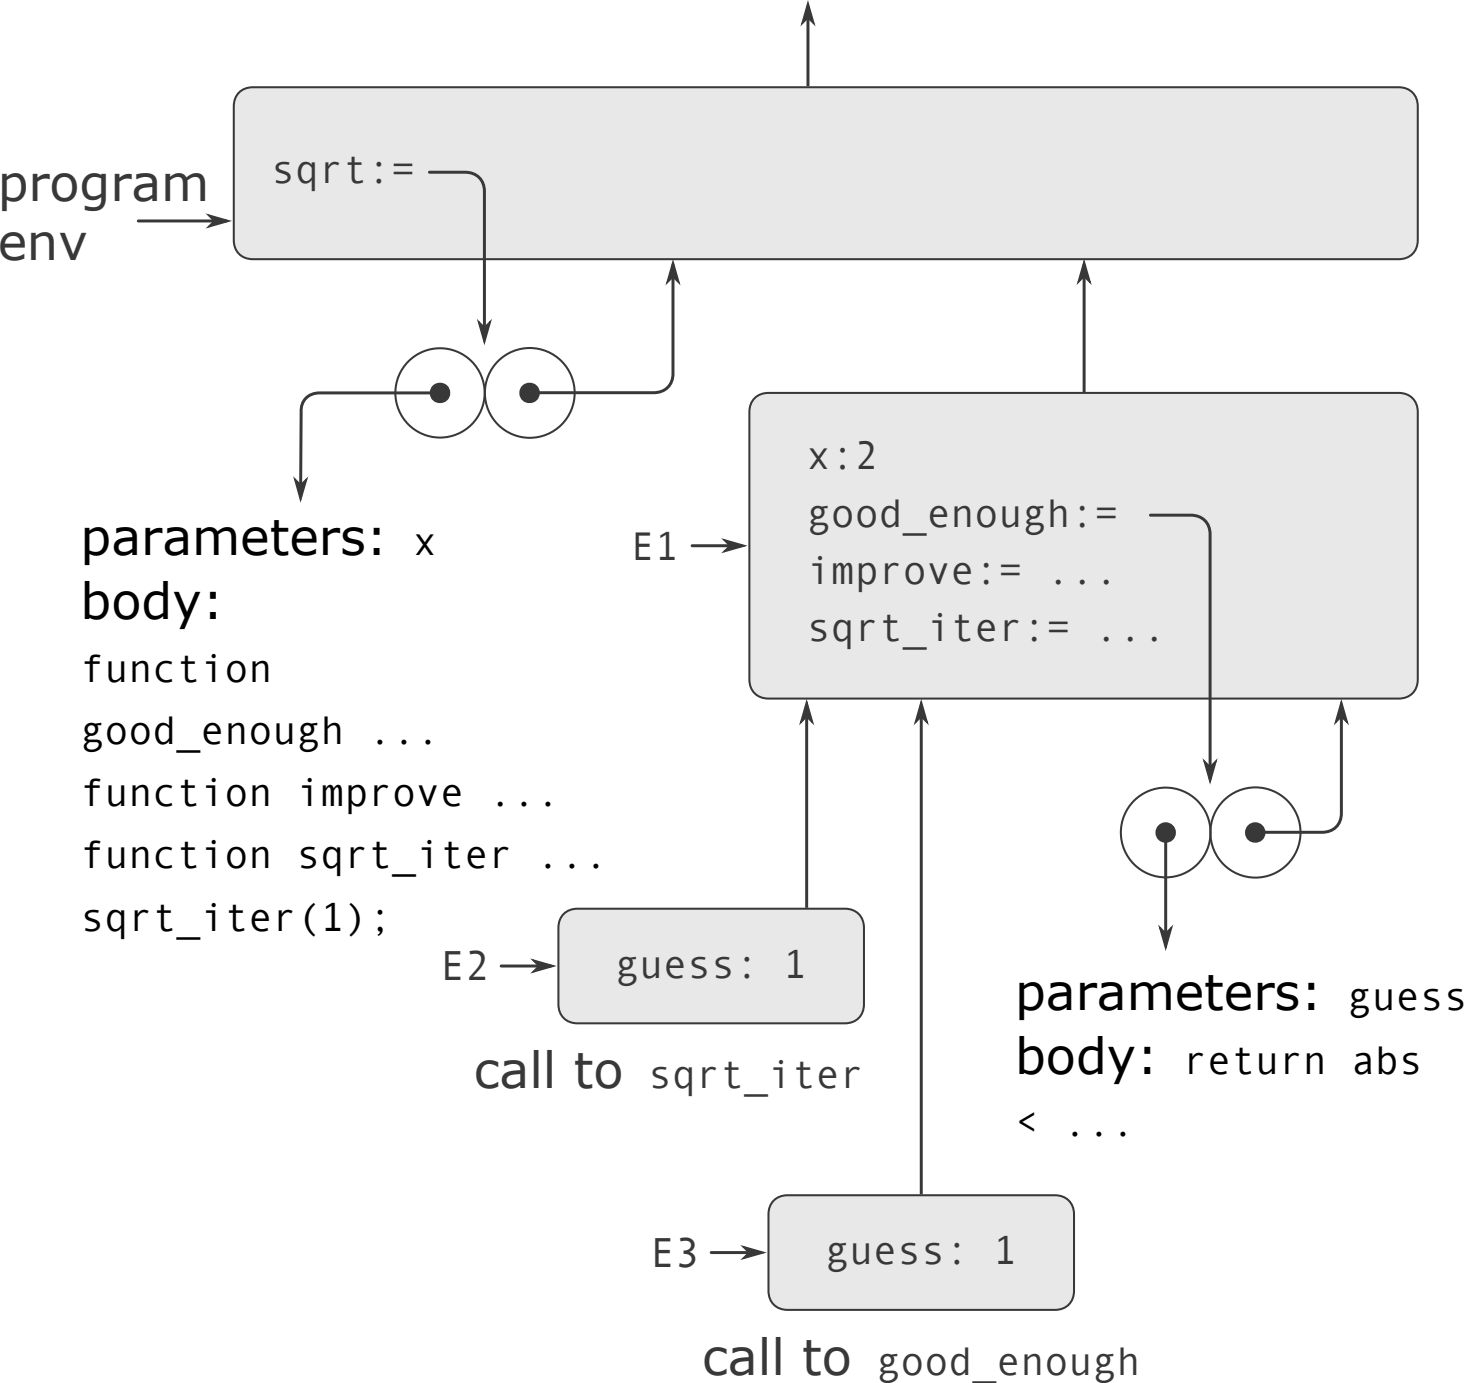 program
env
sqrt:=
parameters: x
body:
function
good_enough ...
function improve ...
function sqrt_iter ...
sqrt_iter(1);
E1
x:2
good_enough:=
improve:= ...
sqrt_iter:= ...
E2
guess: 1
call to sqrt_iter
parameters: guess
body: return abs
< ...
E3
guess: 1
call to good_enough